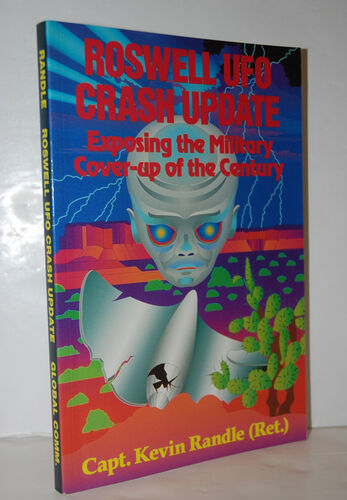 ROSWELL UFO
CRASH UPDATE
Exposing the Military
Cover-up of the Century
Capt. Kevin Randle (Ret.)
RANDLE ROSWELL UFO CRASH UPDATE GLOBAL COMM.